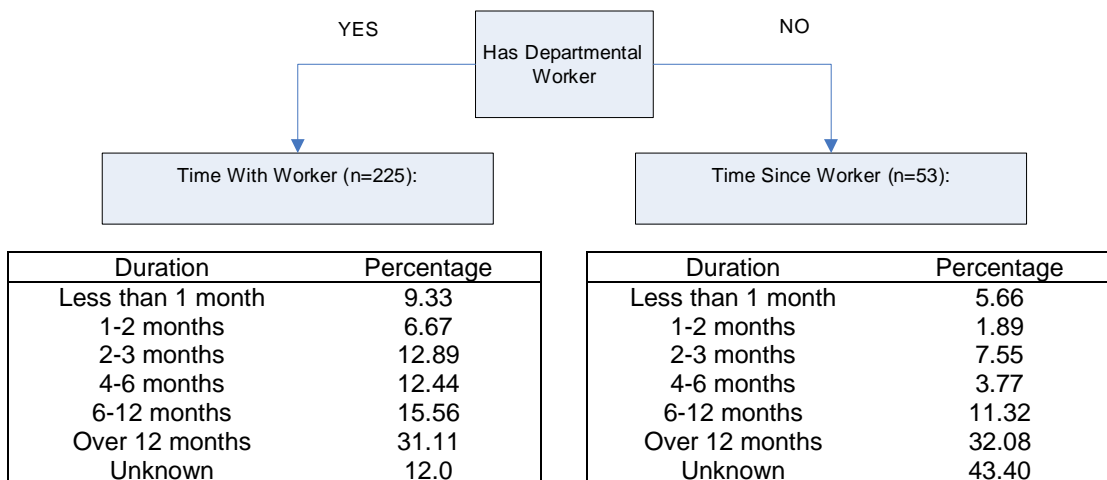 YES
NO
Has Departmental
Worker
Time With Worker (n=225):
Time Since Worker (n=53):
Duration Percentage
Less than 1 month 9.33
1-2 months 6.67
2-3 months 12.89
4-6 months 12.44
6-12 months 15.56
Over 12 months 31.11
Unknown 12.0
Duration Percentage
Less than 1 month 5.66
1-2 months 1.89
2-3 months 7.55
4-6 months 3.77
6-12 months 11.32
Over 12 months 32.08
Unknown 43.40